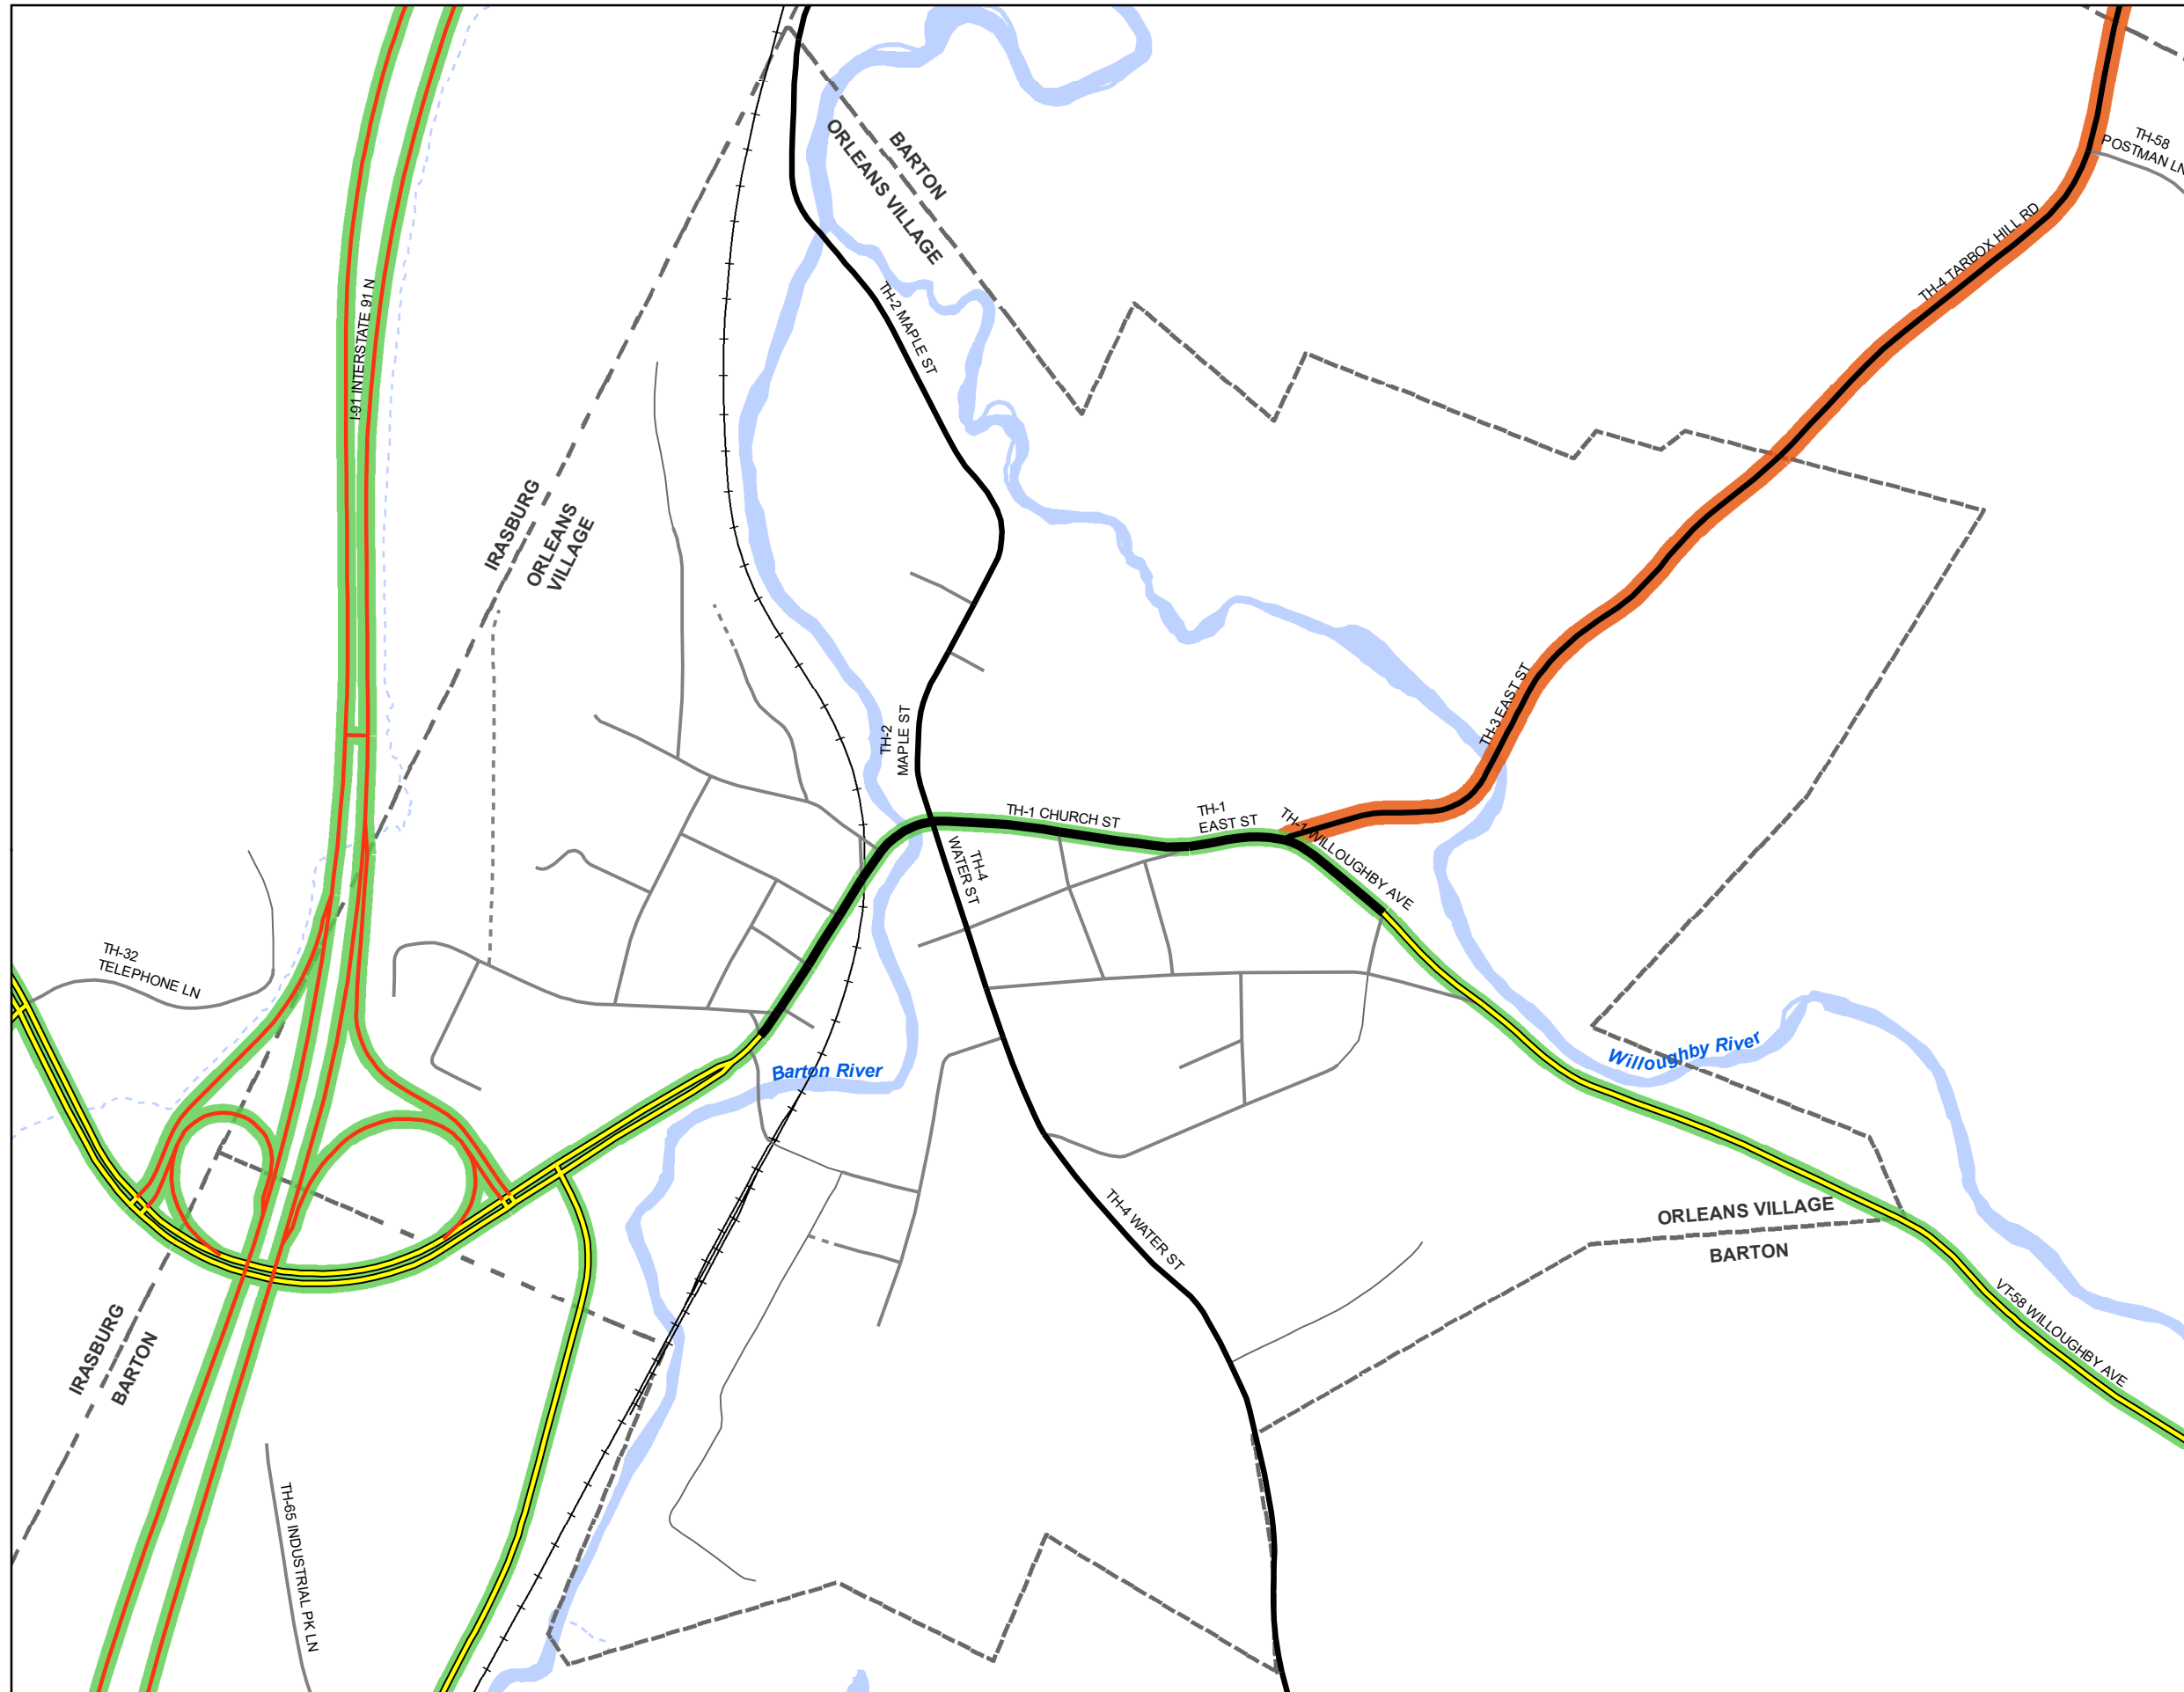 BARTON
ORLEANS VILLAGE
TH-58
POSTMAN LN
TH-4 TARBOX HILL RD
I-91 INTERSTATE 91 N
TH-2 MAPLE ST
IRASBURG
ORLEANS
VILLAGE
TH-2
MAPLE ST
TH-3 EAST ST
TH-1 CHURCH ST
TH-1
EAST ST
TH-1 WILLOUGHBY AVE
TH-4
WATER ST
TH-32
TELEPHONE LN
Barton River
Willoughby River
TH-4 WATER ST
ORLEANS VILLAGE
BARTON
VT-58 WILLOUGHBY AVE
IRASBURG
BARTON
TH-65 INDUSTRIAL PK LN